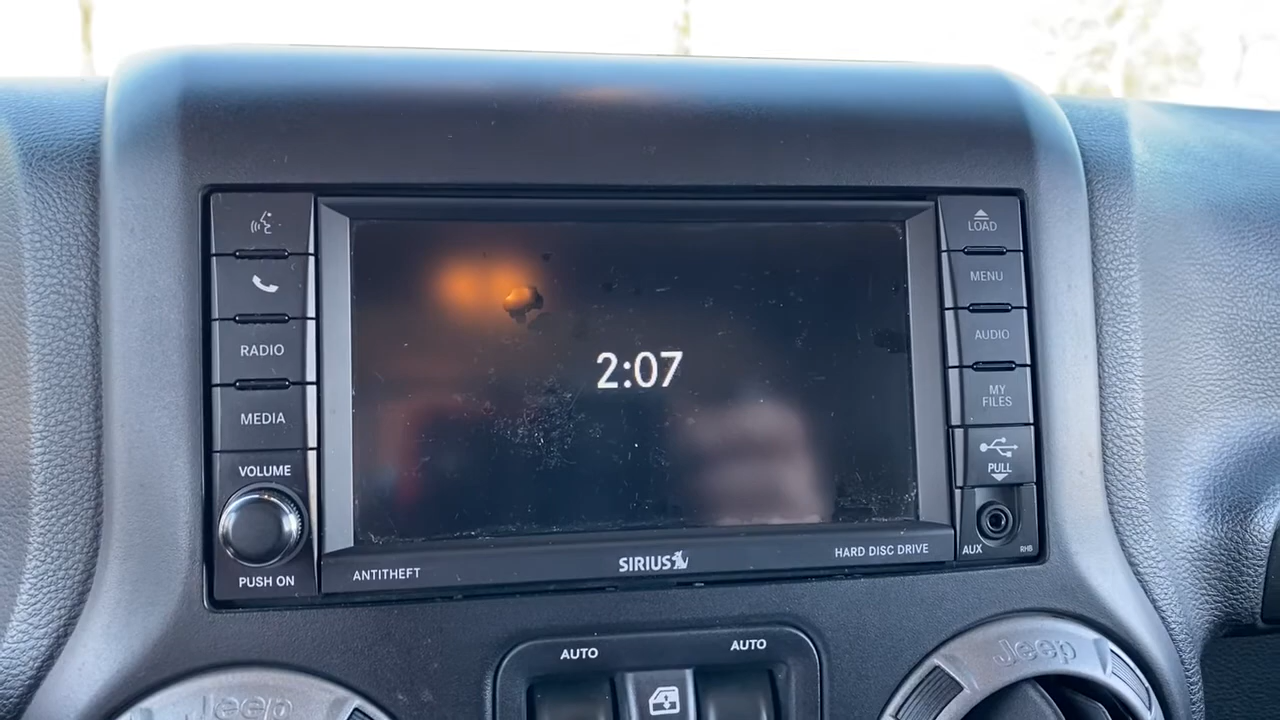 LOAD
MENU
RADIO
AUDIO
MEDIA
MY
FILES
2:07
VOLUME
PULL
PUSH ON
ANTITHEFT
SIRIUS
HARD DISC DRIVE
AUX
RHB
AUTO
AUTO
Jeep
Jeep